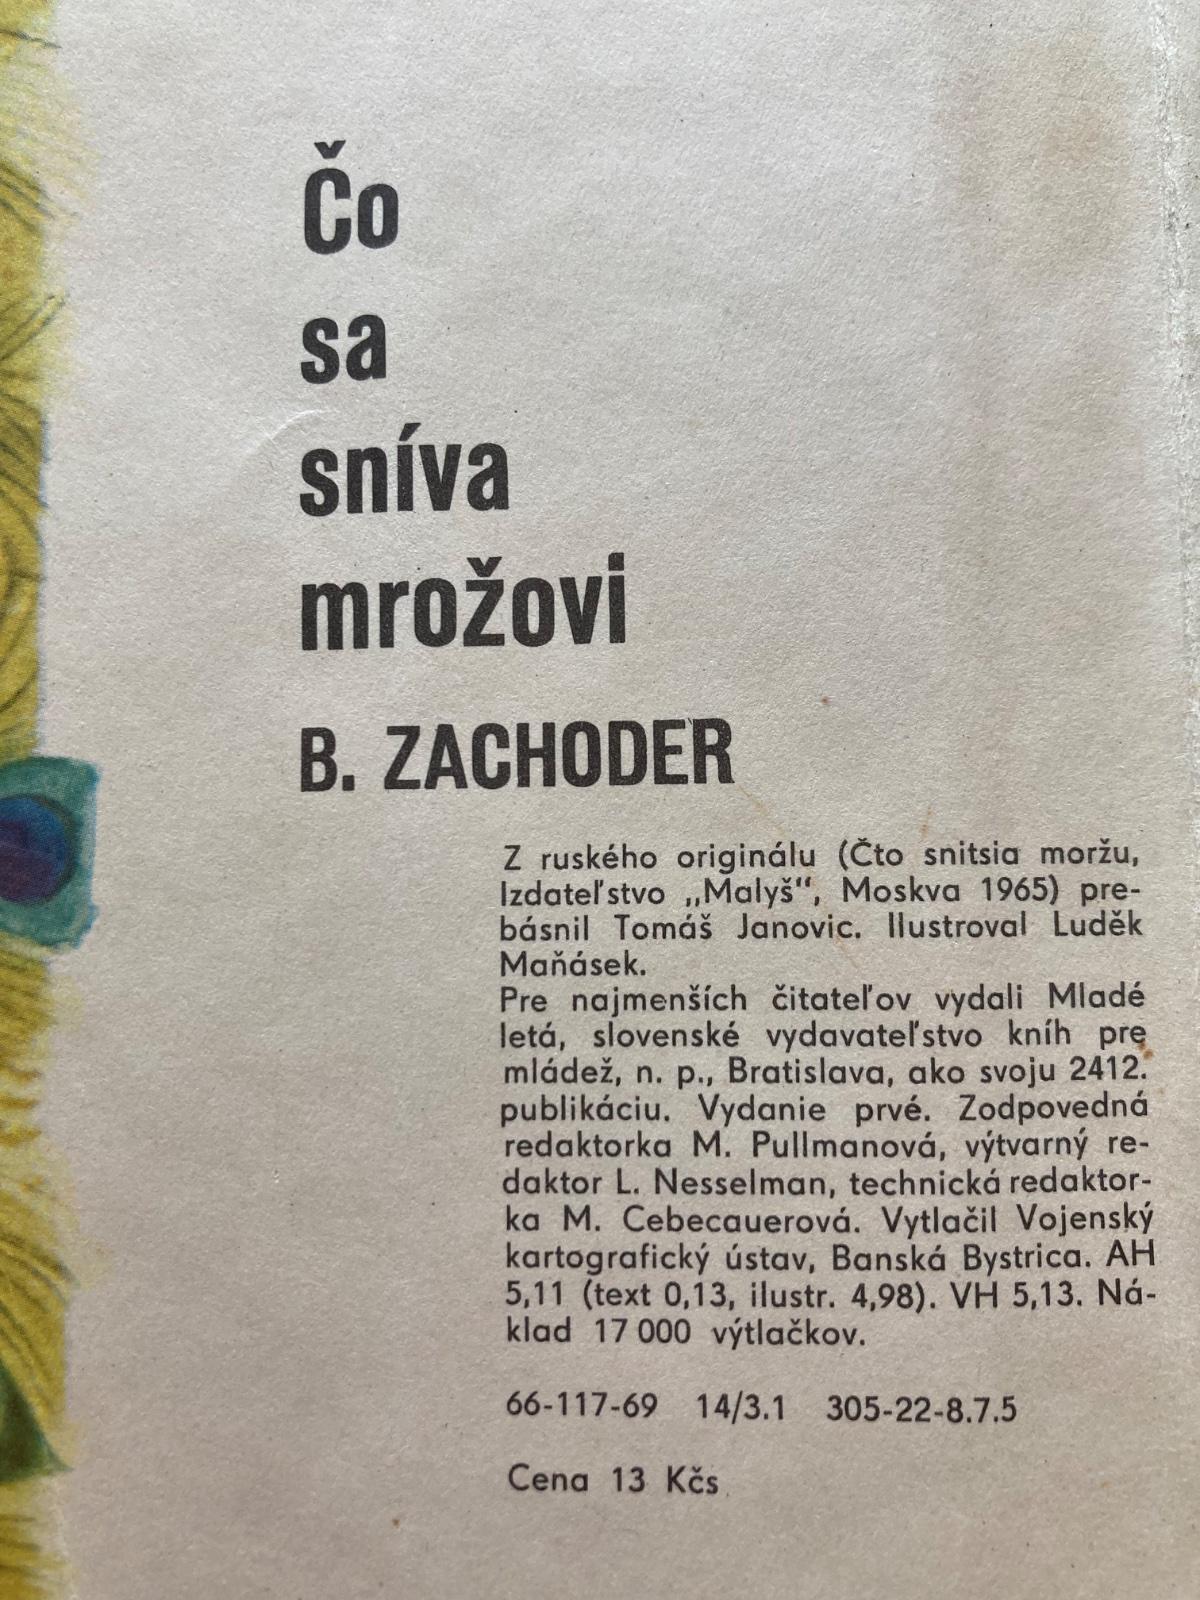 Čo
sa
sníva
mrožovi
B. ZACHODER
Z ruského originálu (Čto snitsia moržu,
Izdateľstvo „Malyš“, Moskva 1965) pre-
básnil Tomáš Janovic. Ilustroval Luděk
Maňásek.
Pre najmenších čitateľov vydali Mladé
letá, slovenské vydavateľstvo kníh pre
mládež, n. p., Bratislava, ako svoju 2412.
publikáciu. Vydanie prvé. Zodpovedná
redaktorka M. Pullmanová, výtvarný re-
daktor L. Nesselman, technická redaktor-
ka M. Cebecauerová. Vytlačil Vojenský
kartografický ústav, Banská Bystrica. AH
5,11 (text 0,13, ilustr. 4,98). VH 5,13. Ná-
klad 17 000 výtlačkov.
66-117-69 14/3.1 305-22-8.7.5
Cena 13 Kčs